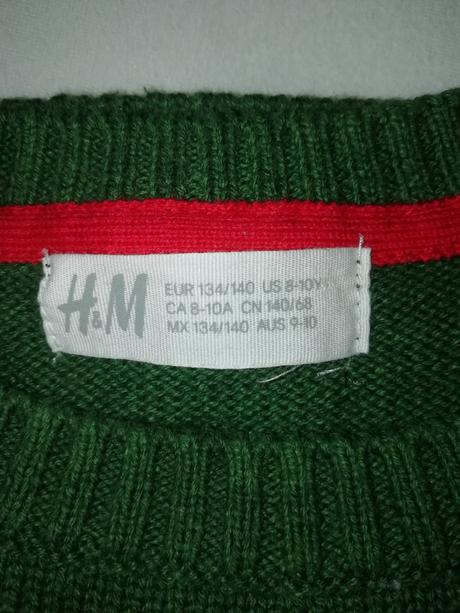 H&M
EUR 134/140 US 8-10Y
CA 8-10A CN 140/68
MX 134/140 AUS 9-10